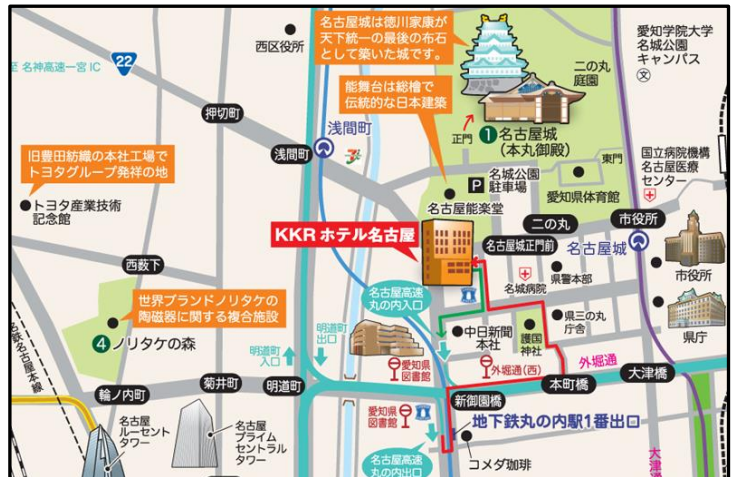 名古屋城は徳川家康が
天下統一の最後の布石
として築いた城です。
西区役所
愛知学院大学
名城公園
キャンパス
文
至 名神高速一宮IC
22
二の丸
庭園
能舞台は総檜で
伝統的な日本建築
押切町
浅間町
浅間町
正門
1 名古屋城
(本丸御殿)
旧豊田紡織の本社工場で
トヨタグループ発祥の地
P
名城公園
駐車場
東門
愛知県体育館
国立病院機構
名古屋医療
センター
トヨタ産業技術
記念館
名古屋能楽堂
二の丸
市役所
KKRホテル名古屋
名古屋城正門前
名古屋城
西薮下
県警本部
市役所
名城病院
名古屋高速
丸の内入口
世界ブランドノリタケの
陶磁器に関する複合施設
県三の丸
庁舎
中日新聞
本社
護国
神社
県庁
4 ノリタケの森
明道町
出口
明道町
入口
名鉄名古屋本線
愛知県
図書館
外堀通(西)
外堀通
大津橋
輪ノ内町
菊井町
明道町
本町橋
新御園橋
愛知県
図書館
地下鉄丸の内駅1番出口
名古屋
ルーセント
タワー
名古屋
プライム
セントラル
タワー
コメダ珈琲
名古屋高速
丸の内出口
大津通